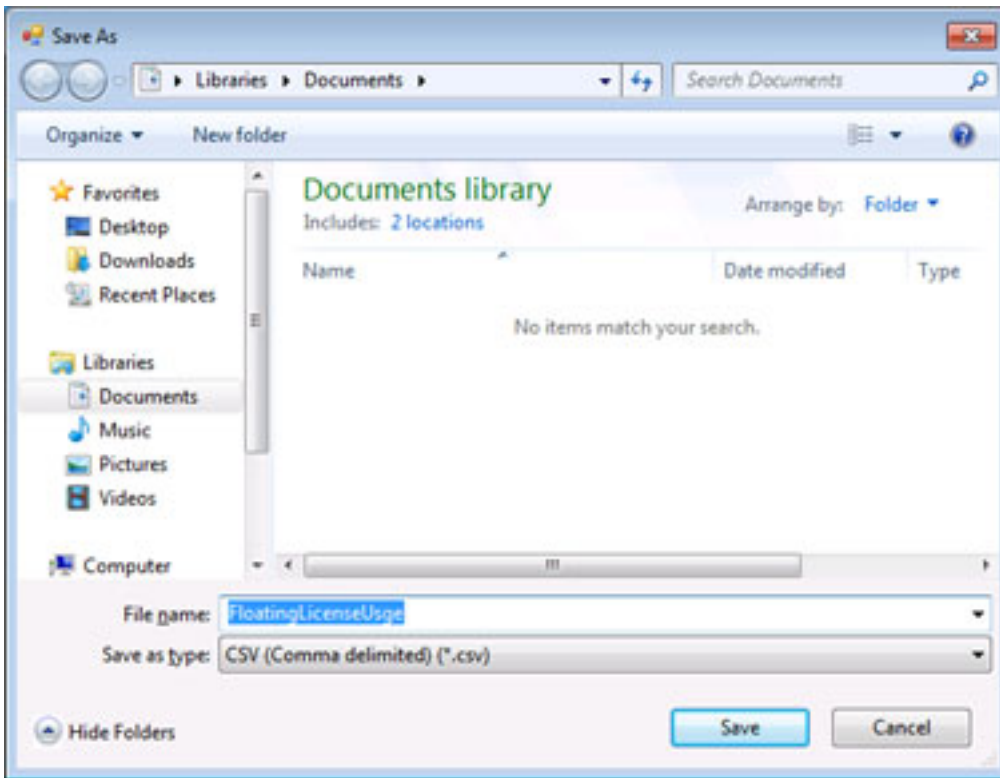 Save As
Libraries Documents
Search Documents
Organize New folder
Favorites
Desktop
Downloads
Recent Places
Libraries
Documents
Music
Pictures
Videos
Computer
Documents library
Includes: 2 locations
Arrange by: Folder
Name Date modified Type
No items match your search.
File name: FloatingLicenseUsge
Save as type: CSV (Comma delimited) (*.csv)
Hide Folders Save Cancel